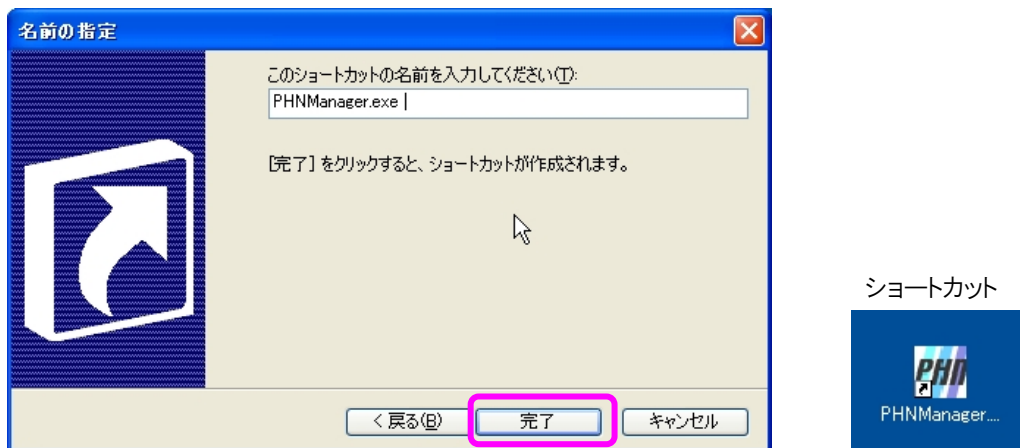 名前の指定
このショートカットの名前を入力してください(T):
PHNManager.exe
[完了] をクリックすると、ショートカットが作成されます。
< 戻る(B)
完了
キャンセル
ショートカット
PHN
PHNManager....